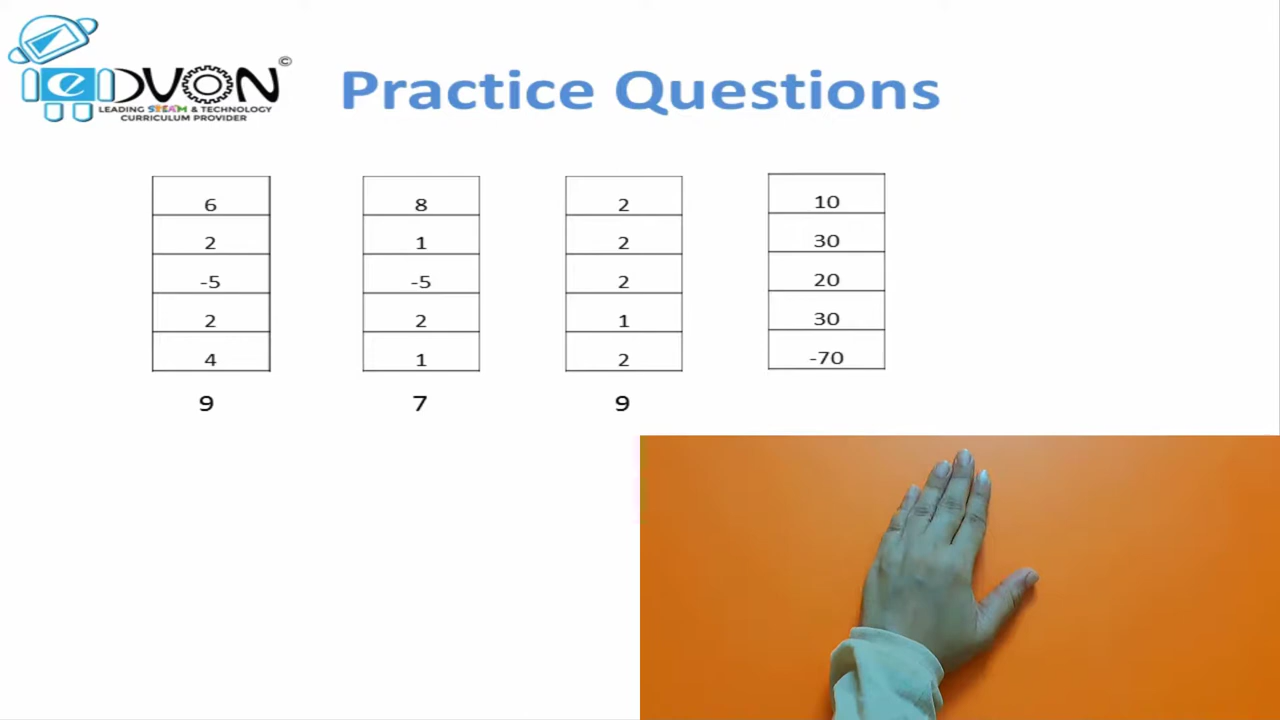 iEDVON ©
LEADING STEAM & TECHNOLOGY
CURRICULUM PROVIDER
Practice Questions
6 8 2 10
2 1 2 30
-5 -5 2 20
2 2 1 30
4 1 2 -70
9 7 9